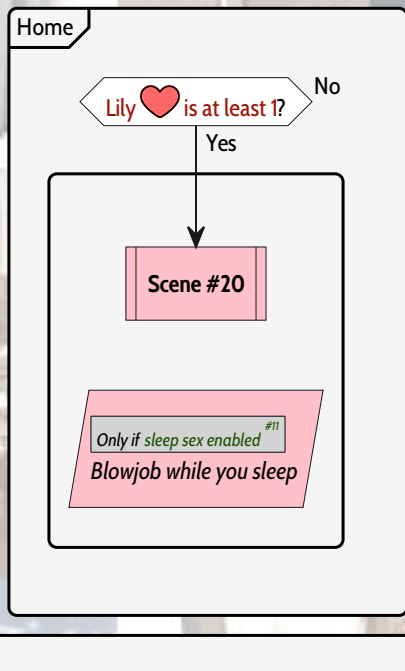 Home
Lily ❤ is at least 1?
No
Yes
Scene #20
#11
Only if sleep sex enabled
Blowjob while you sleep